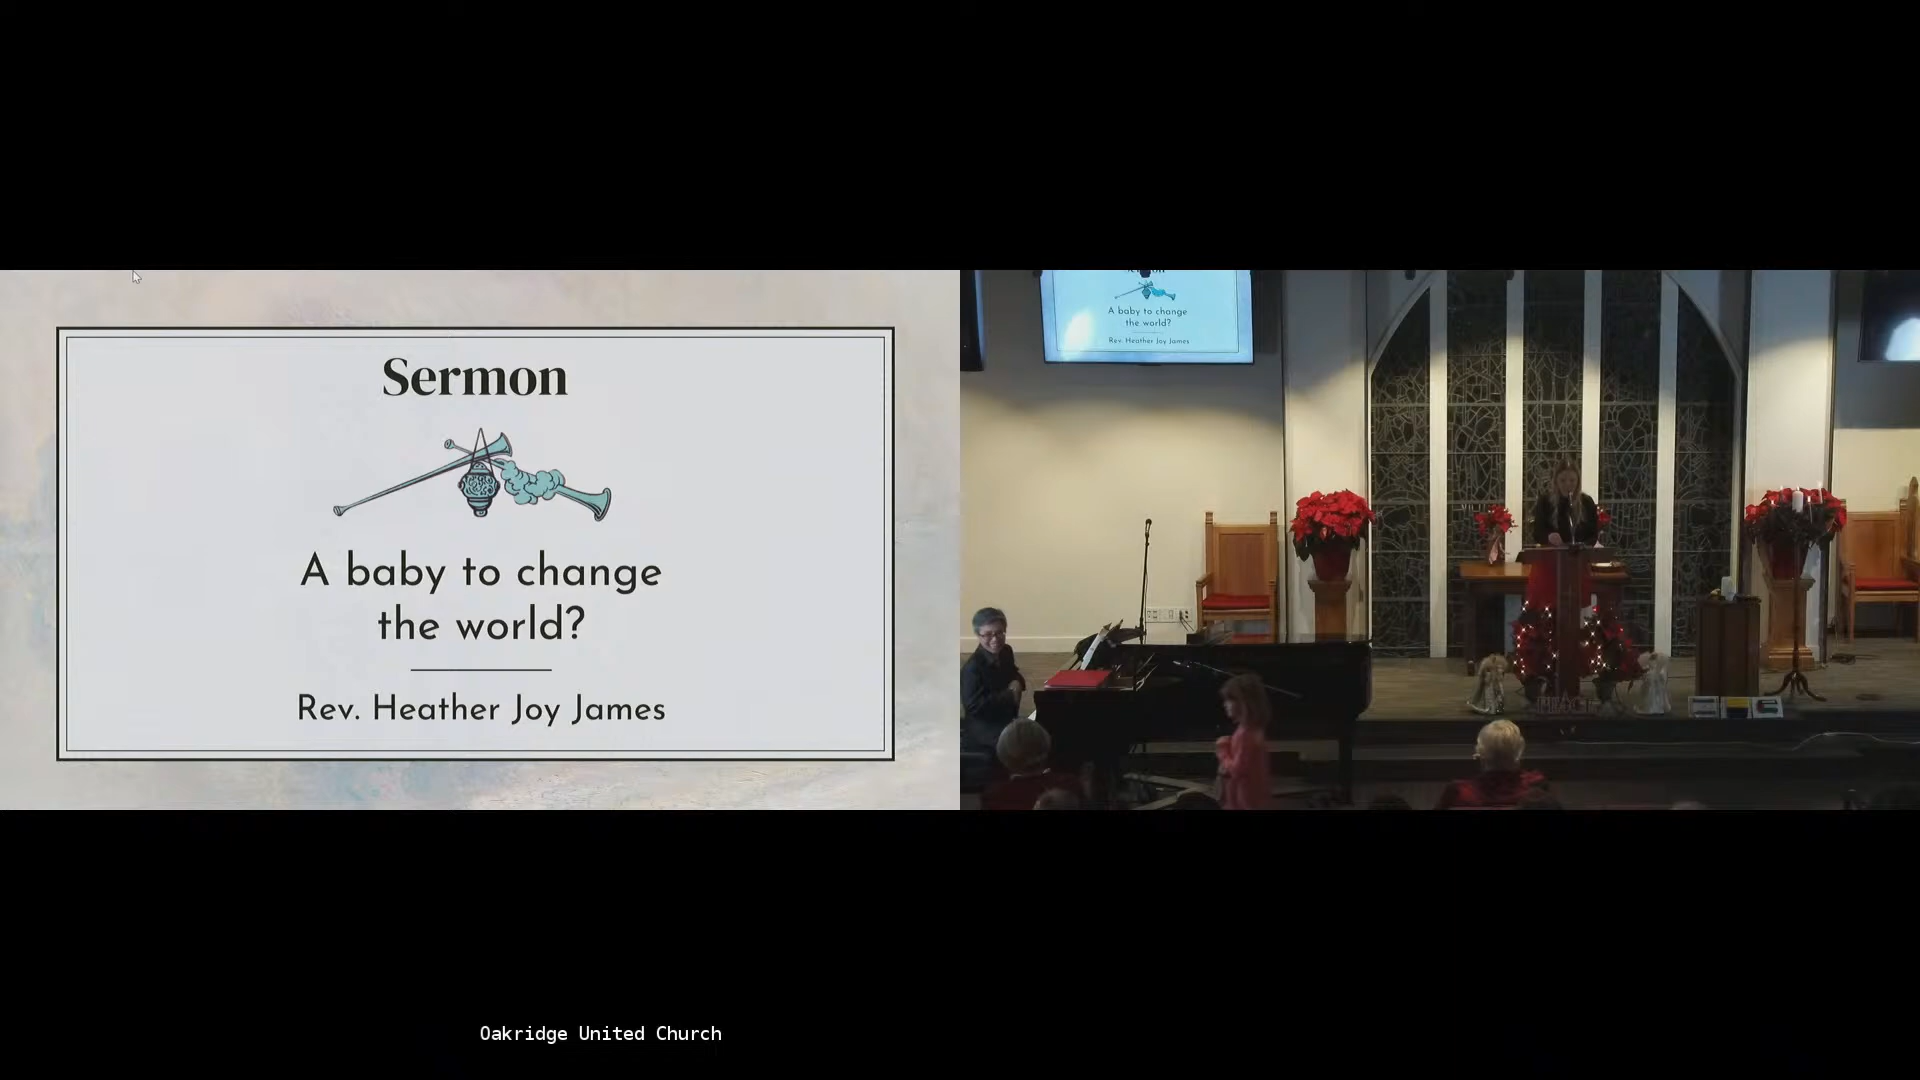 Sermon
A baby to change
the world?
Rev. Heather Joy James
A baby to change
the world?
Rev. Heather Joy James
PEACE
Oakridge United Church